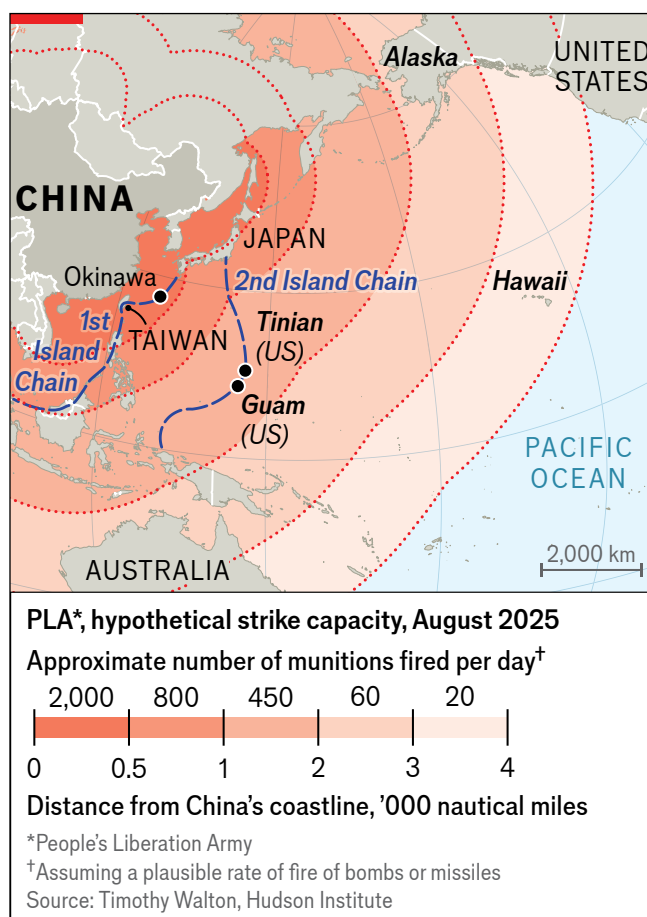 Alaska
UNITED
STATES
CHINA
JAPAN
Okinawa
2nd Island Chain
Hawaii
1st
Island
Chain
TAIWAN
Tinian
(US)
Guam
(US)
PACIFIC
OCEAN
2,000 km
AUSTRALIA
PLA*, hypothetical strike capacity, August 2025
Approximate number of munitions fired per day†
2,000 800 450 60 20
0 0.5 1 2 3 4
Distance from China’s coastline, ’000 nautical miles
*People’s Liberation Army
†Assuming a plausible rate of fire of bombs or missiles
Source: Timothy Walton, Hudson Institute